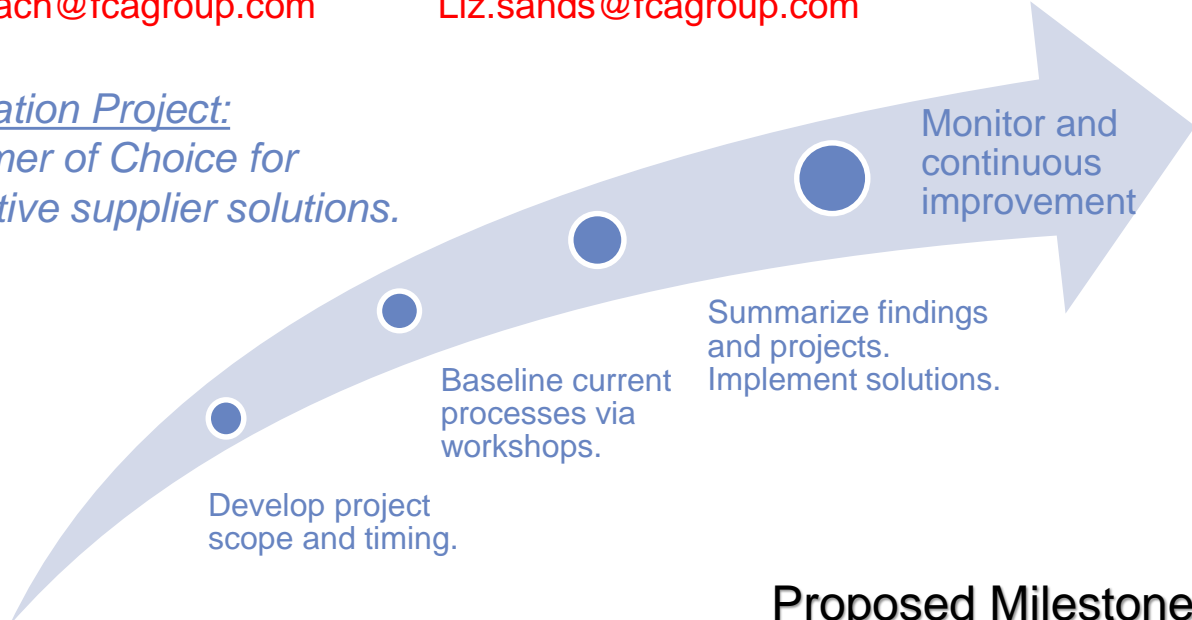 ach@fcagroup.com Liz.sands@fcagroup.com
ation Project:
mer of Choice for
tive supplier solutions.
Monitor and
continuous
improvement
Summarize findings
and projects.
Implement solutions.
Baseline current
processes via
workshops.
Develop project
scope and timing.
Proposed Milestone